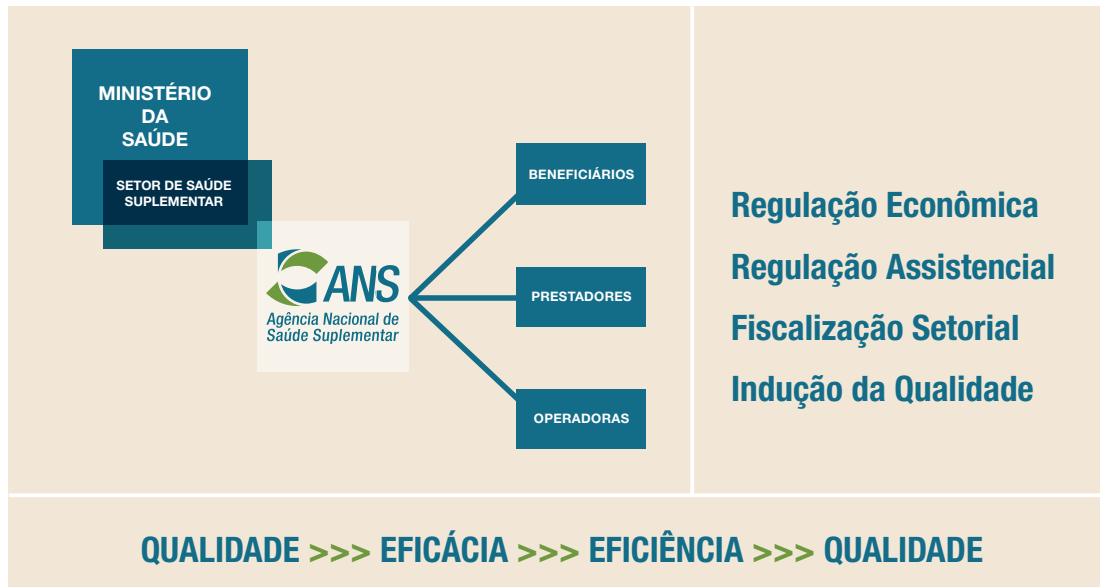 MINISTÉRIO
DA
SAÚDE
SETOR DE SAÚDE
SUPLEMENTAR
ANS
Agência Nacional de
Saúde Suplementar
BENEFICIÁRIOS
PRESTADORES
OPERADORAS
Regulação Econômica
Regulação Assistencial
Fiscalização Setorial
Indução da Qualidade
QUALIDADE >>> EFICÁCIA >>> EFICIÊNCIA >>> QUALIDADE